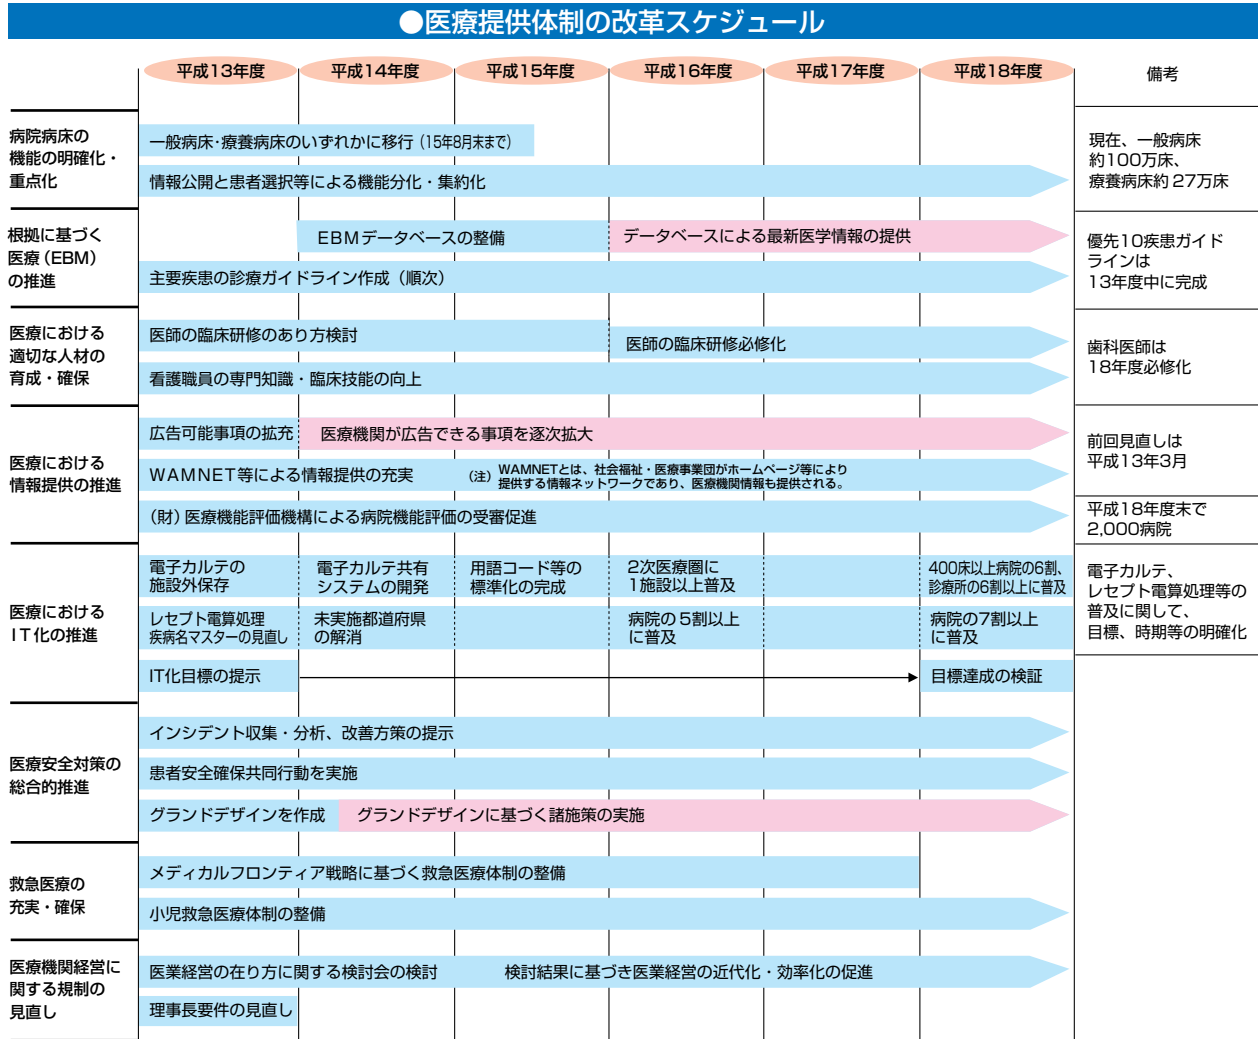 ●医療提供体制の改革スケジュール
平成13年度
平成14年度
平成15年度
平成16年度
平成17年度
平成18年度
備考
病院病床の
機能の明確化・
重点化
一般病床・療養病床のいずれかに移行（15年8月末まで）
情報公開と患者選択等による機能分化・集約化
現在、一般病床
約100万床、
療養病床約27万床
根拠に基づく
医療（EBM）
の推進
EBMデータベースの整備
データベースによる最新医学情報の提供
主要疾患の診療ガイドライン作成（順次）
優先10疾患ガイド
ラインは
13年度中に完成
医療における
適切な人材の
育成・確保
医師の臨床研修のあり方検討
医師の臨床研修必修化
看護職員の専門知識・臨床技能の向上
歯科医師は
18年度必修化
医療における
情報提供の推進
広告可能事項の拡充
医療機関が広告できる事項を逐次拡大
WAMNET等による情報提供の充実
（注）WAMNETとは、社会福祉・医療事業団がホームページ等により
提供する情報ネットワークであり、医療機関情報も提供される。
（財）医療機能評価機構による病院機能評価の受審促進
前回見直しは
平成13年3月
平成18年度末で
2,000病院
医療における
IT化の推進
電子カルテの
施設外保存
電子カルテ共有
システムの開発
用語コード等の
標準化の完成
2次医療圏に
1施設以上普及
400床以上病院の6割、
診療所の6割以上に普及
レセプト電算処理
疾病名マスターの見直し
未実施都道府県
の解消
病院の5割以上
に普及
病院の7割以上
に普及
IT化目標の提示
目標達成の検証
電子カルテ、
レセプト電算処理等の
普及に関して、
目標、時期等の明確化
医療安全対策の
総合的推進
インシデント収集・分析、改善方策の提示
患者安全確保共同行動を実施
グランドデザインを作成
グランドデザインに基づく諸施策の実施
救急医療の
充実・確保
メディカルフロンティア戦略に基づく救急医療体制の整備
小児救急医療体制の整備
医療機関経営に
関する規制の
見直し
医業経営の在り方に関する検討会の検討
検討結果に基づき医業経営の近代化・効率化の促進
理事長要件の見直し